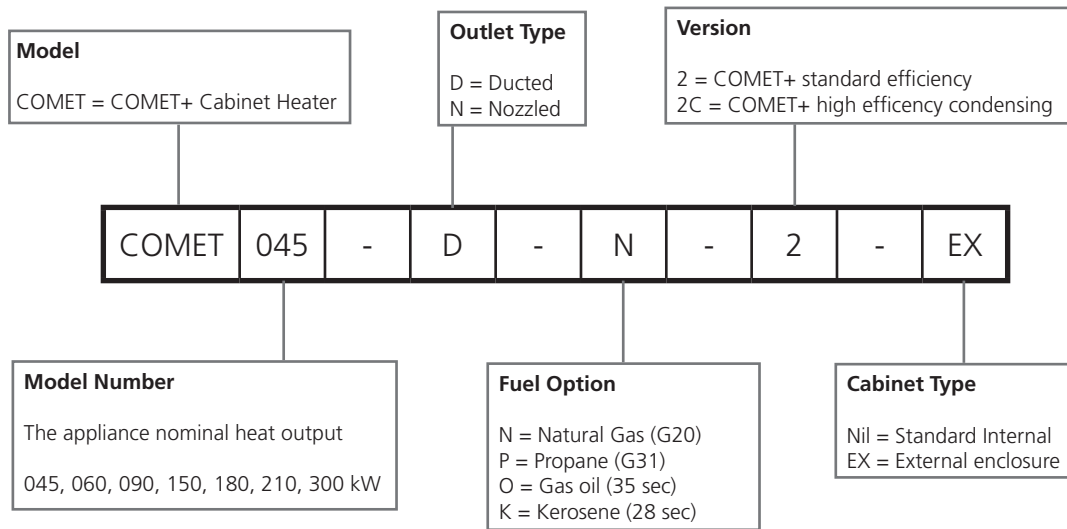 Model
COMET = COMET+ Cabinet Heater
Outlet Type
D = Ducted
N = Nozzled
Version
2 = COMET+ standard efficiency
2C = COMET+ high efficency condensing
COMET 045 - D - N - 2 - EX
Model Number
The appliance nominal heat output
045, 060, 090, 150, 180, 210, 300 kW
Fuel Option
N = Natural Gas (G20)
P = Propane (G31)
O = Gas oil (35 sec)
K = Kerosene (28 sec)
Cabinet Type
Nil = Standard Internal
EX = External enclosure